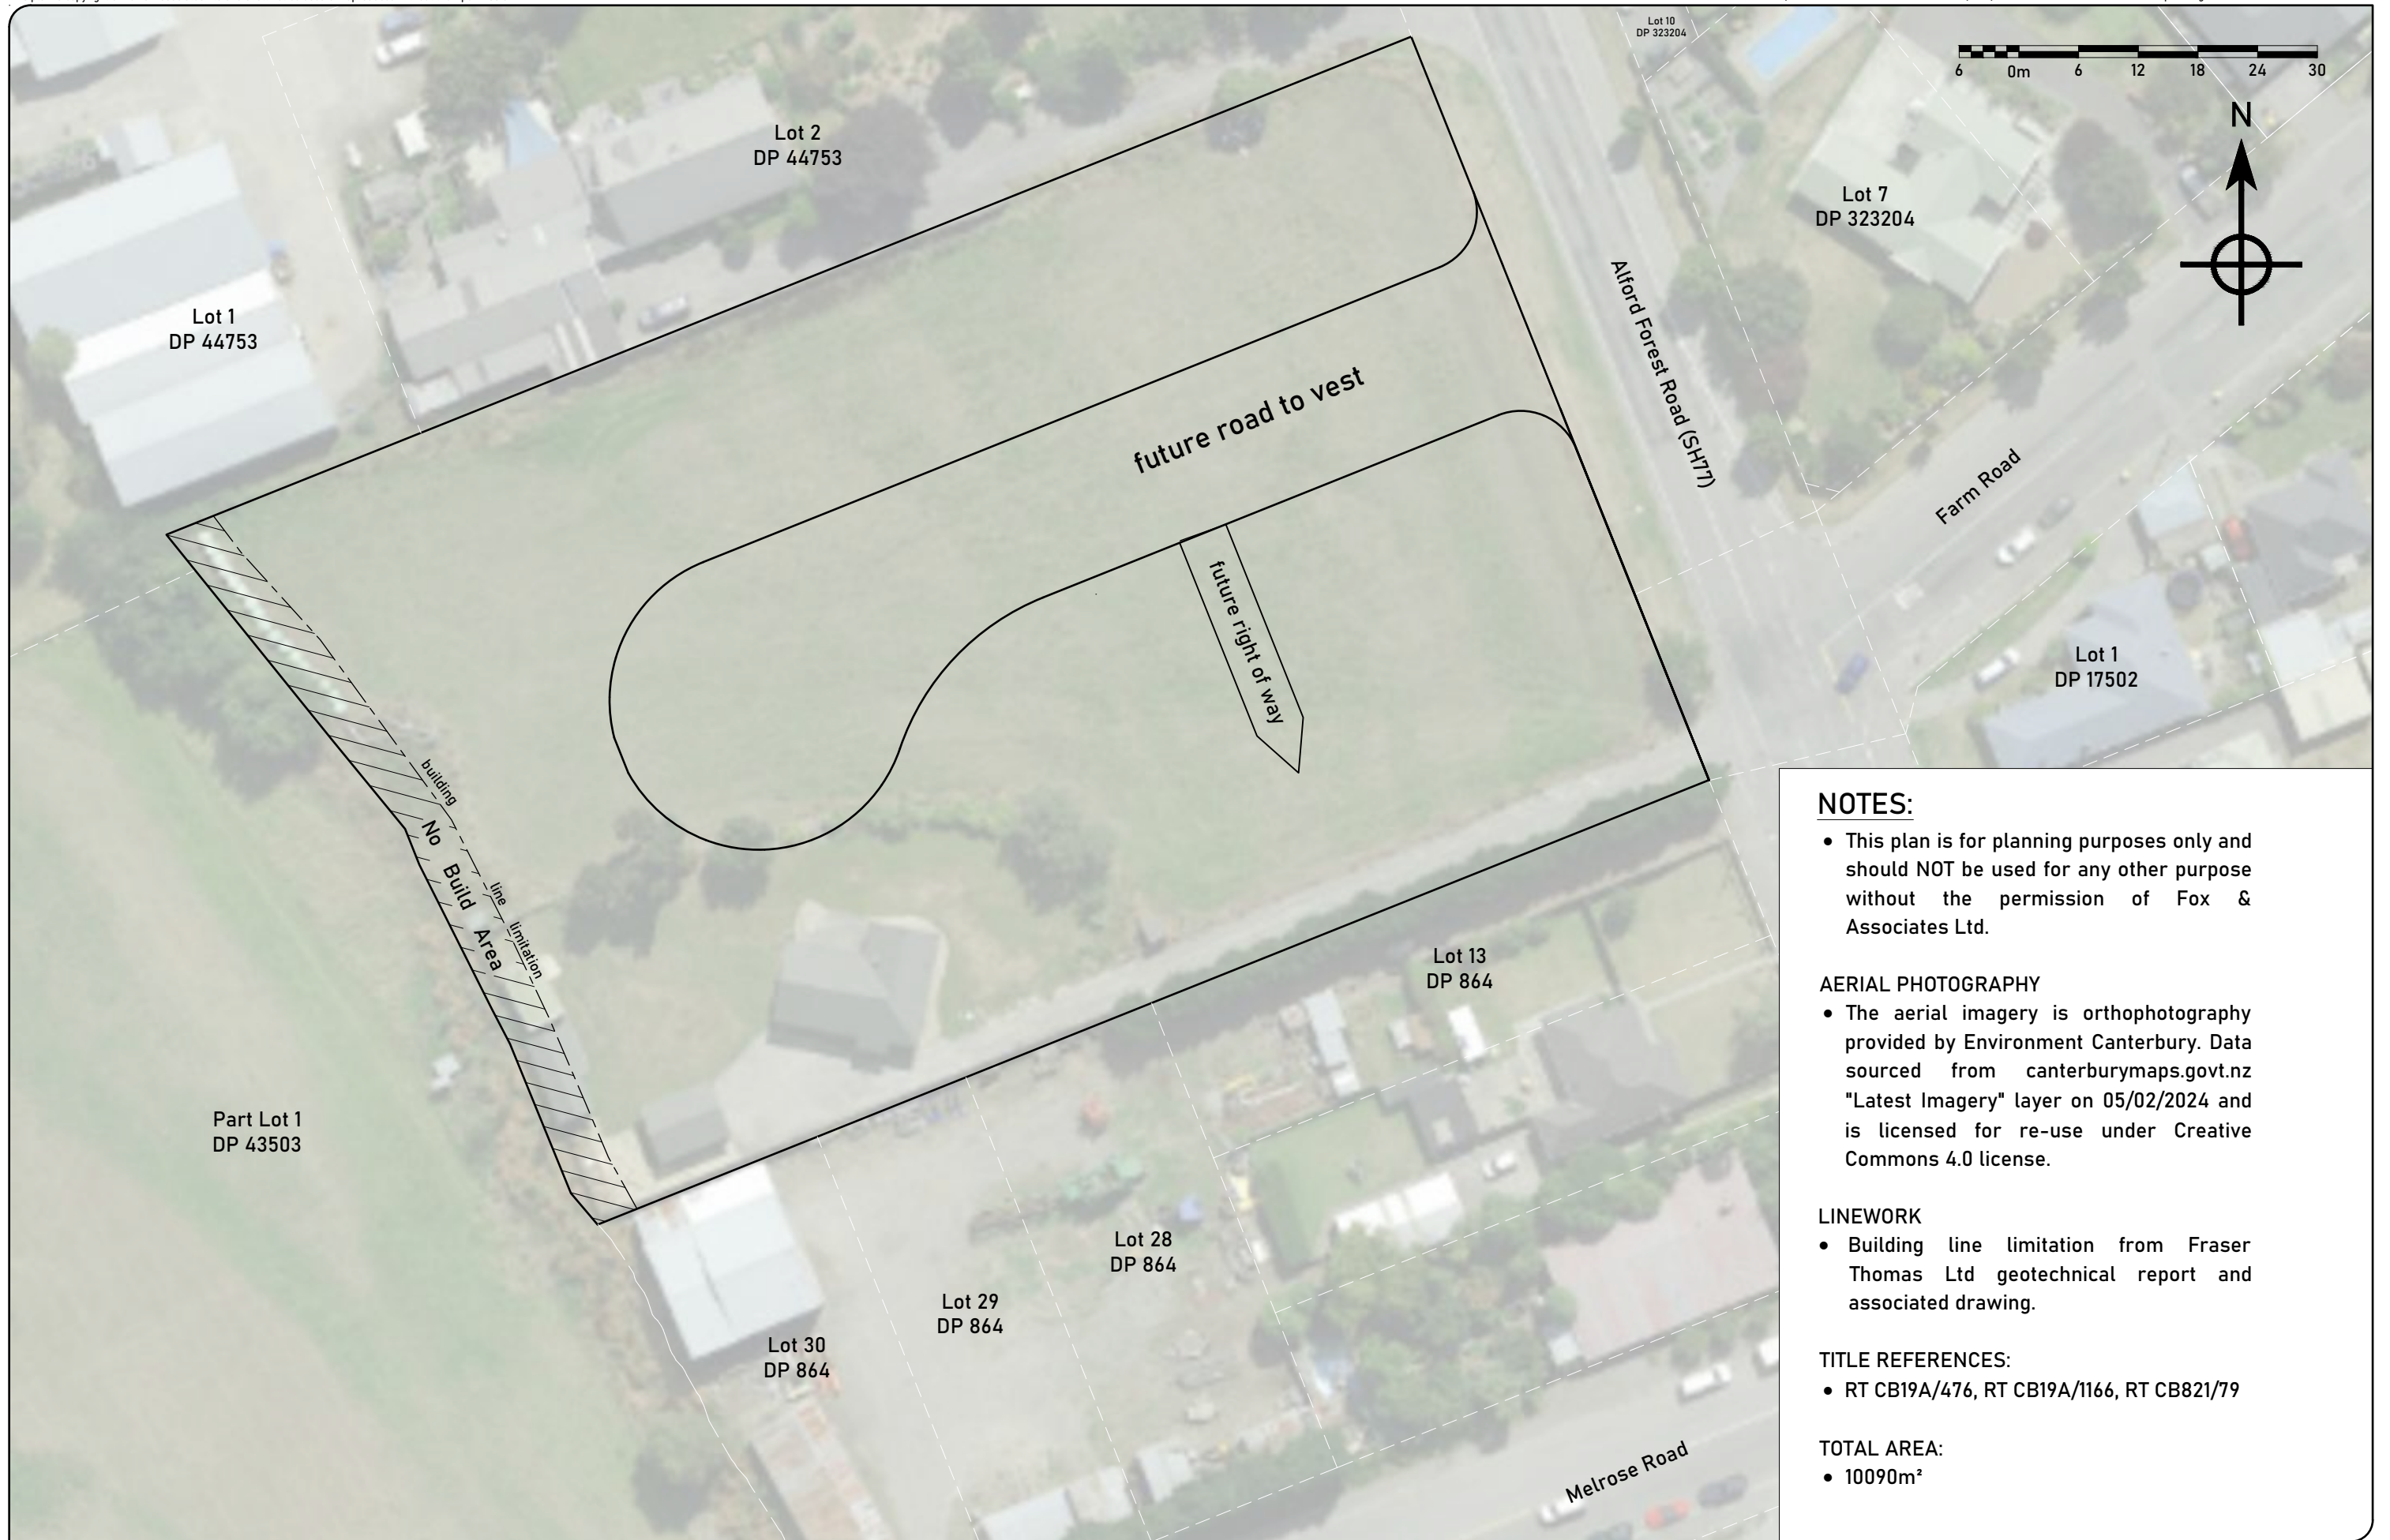 Lot 10
DP 323204
6 0m 6 12 18 24 30
N
Lot 2
DP 44753
Lot 7
DP 323204
Lot 1
DP 44753
Alford Forest Road (SH77)
future road to vest
Farm Road
future right of way
Lot 1
DP 17502
building
line
limitation
No
Build
Area
Lot 13
DP 864
Part Lot 1
DP 43503
Lot 28
DP 864
Lot 29
DP 864
Lot 30
DP 864
Melrose Road
NOTES:
• This plan is for planning purposes only and
should NOT be used for any other purpose
without the permission of Fox &
Associates Ltd.
AERIAL PHOTOGRAPHY
• The aerial imagery is orthophotography
provided by Environment Canterbury. Data
sourced from canterburymaps.govt.nz
"Latest Imagery" layer on 05/02/2024 and
is licensed for re-use under Creative
Commons 4.0 license.
LINEWORK
• Building line limitation from Fraser
Thomas Ltd geotechnical report and
associated drawing.
TITLE REFERENCES:
• RT CB19A/476, RT CB19A/1166, RT CB821/79
TOTAL AREA:
• 10090m²